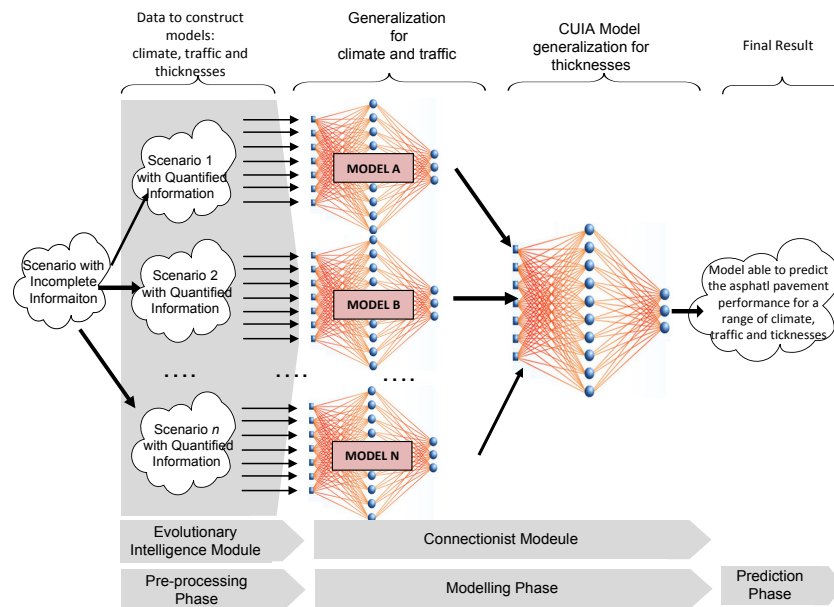 Data to construct
models:
climate, traffic and
thicknesses
Generalization
for
climate and traffic
CUIA Model
generalization for
thicknesses
Final Result
Scenario 1
with Quantified
Information
MODEL A
Scenario with
Incomplete
Informaiton
Scenario 2
with Quantified
Information
MODEL B
Model able to predict
the asphatl pavement
performance for a
range of climate,
traffic and ticknesses
. . . .
. . . .
. . . .
Scenario n
with Quantified
Information
MODEL N
Evolutionary
Intelligence Module
Connectionist Modeule
Pre-processing
Phase
Modelling Phase
Prediction
Phase